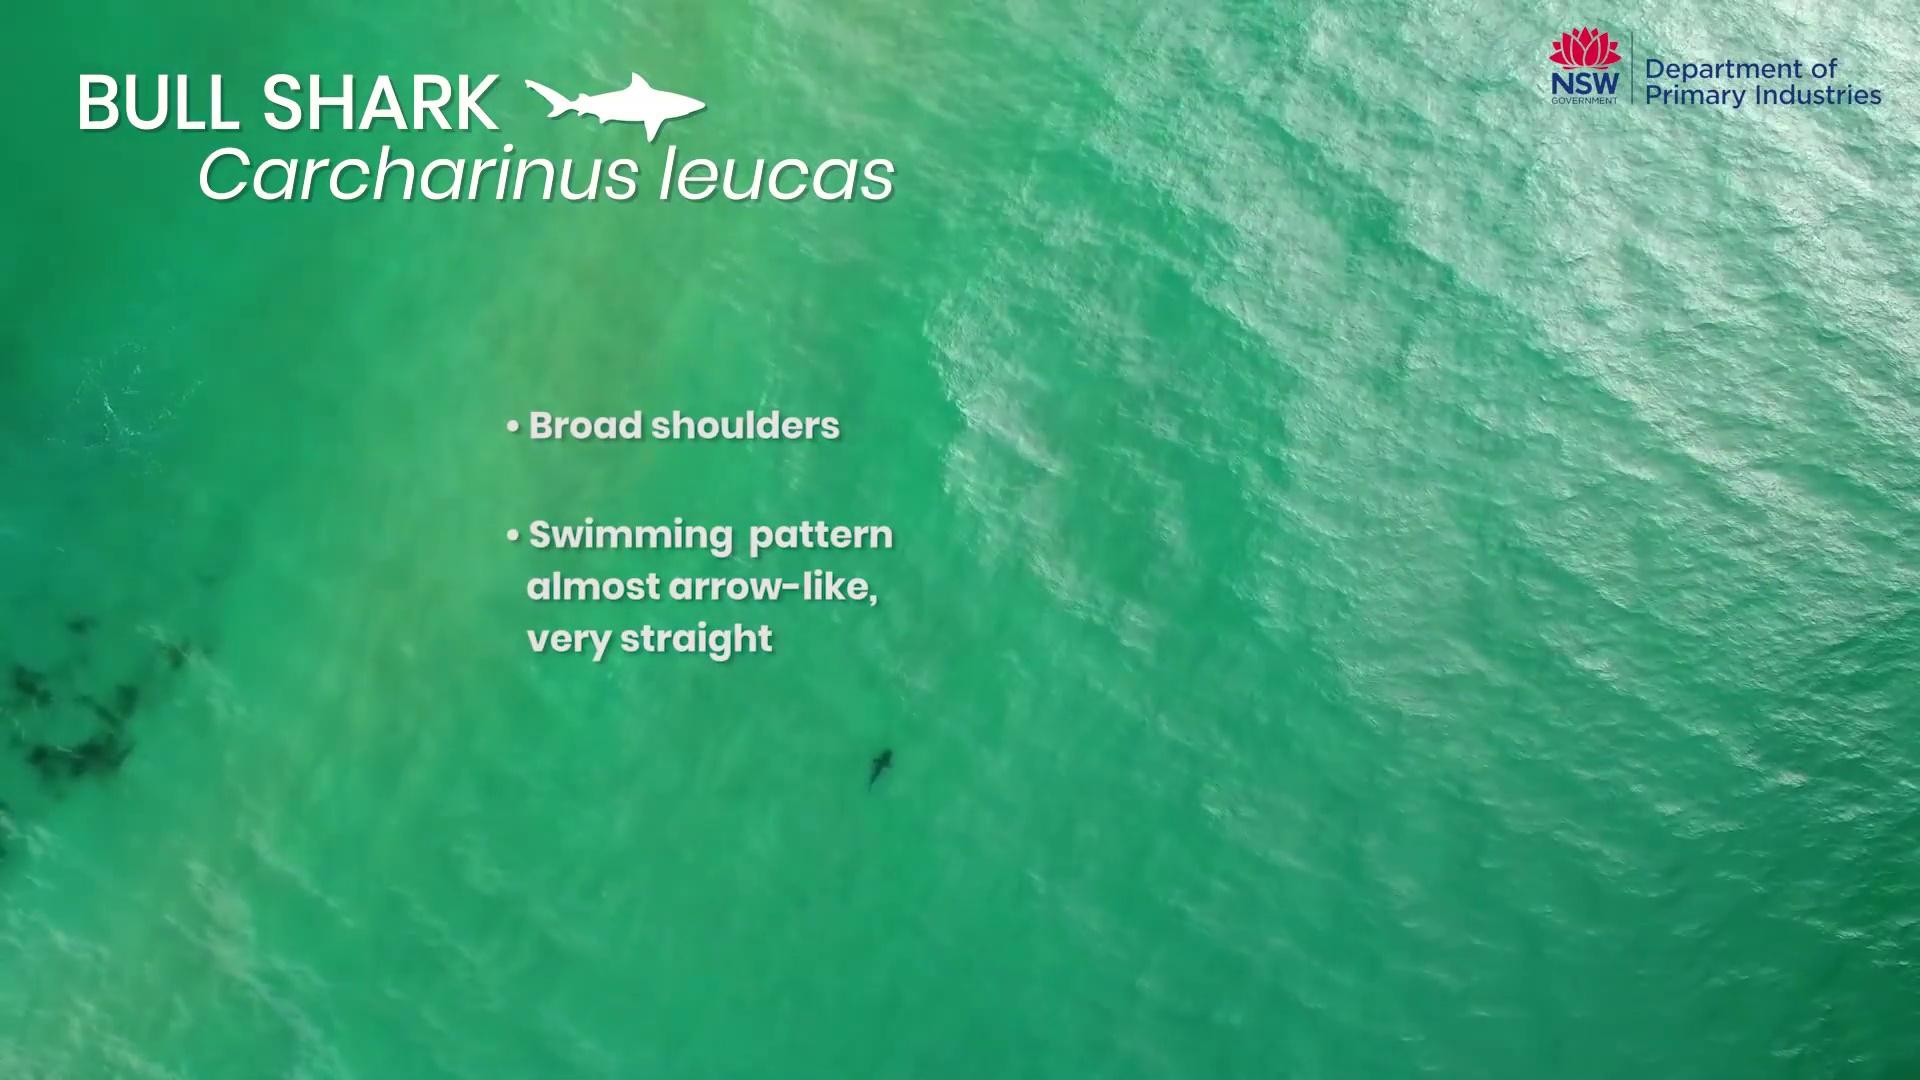 BULL SHARK
Carcharinus leucas
NSW
GOVERNMENT
Department of
Primary Industries
• Broad shoulders
• Swimming pattern
almost arrow-like,
very straight